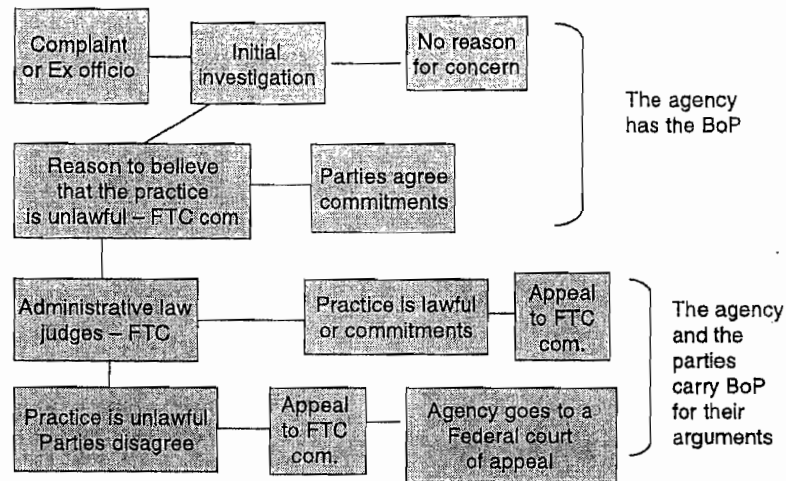 Complaint
or Ex officio
Initial
investigation
No reason
for concern
The agency
has the BoP
Reason to believe
that the practice
is unlawful – FTC com
Parties agree
commitments
Administrative law
judges – FTC
Practice is lawful
or commitments
Appeal
to FTC
com.
The agency
and the
parties
carry BoP
for their
arguments
Practice is unlawful
Parties disagree
Appeal
to FTC
com.
Agency goes to a
Federal court
of appeal